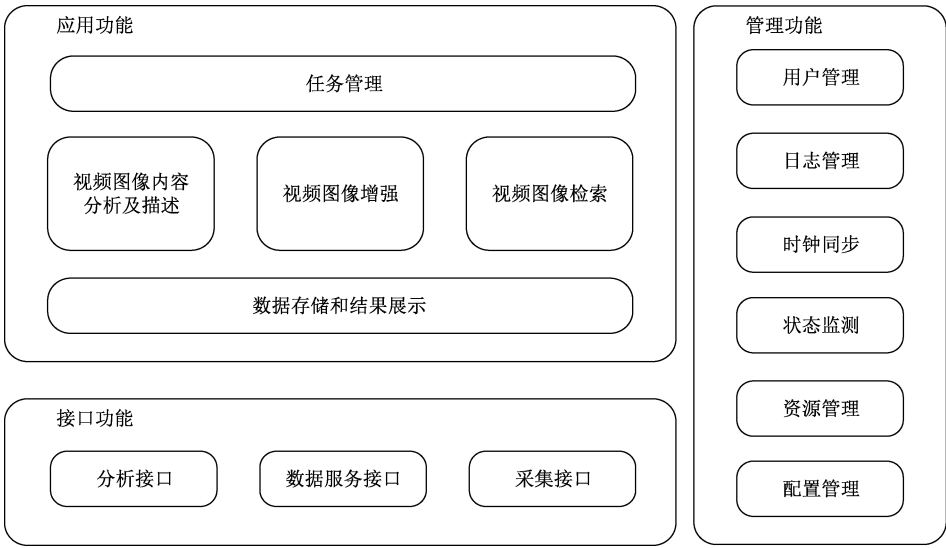 应用功能
任务管理
视频图像内容
分析及描述
视频图像增强
视频图像检索
数据存储和结果展示
接口功能
分析接口
数据服务接口
采集接口
管理功能
用户管理
日志管理
时钟同步
状态监测
资源管理
配置管理